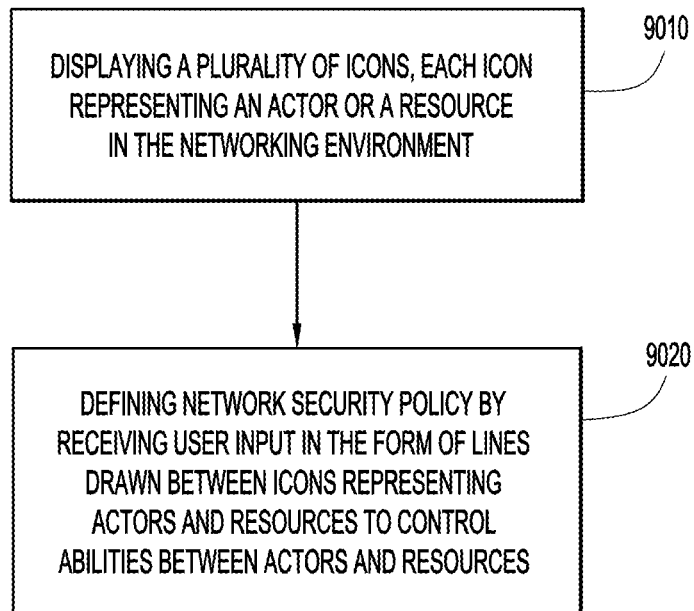 9010
DISPLAYING A PLURALITY OF ICONS, EACH ICON
REPRESENTING AN ACTOR OR A RESOURCE
IN THE NETWORKING ENVIRONMENT
9020
DEFINING NETWORK SECURITY POLICY BY
RECEIVING USER INPUT IN THE FORM OF LINES
DRAWN BETWEEN ICONS REPRESENTING
ACTORS AND RESOURCES TO CONTROL
ABILITIES BETWEEN ACTORS AND RESOURCES